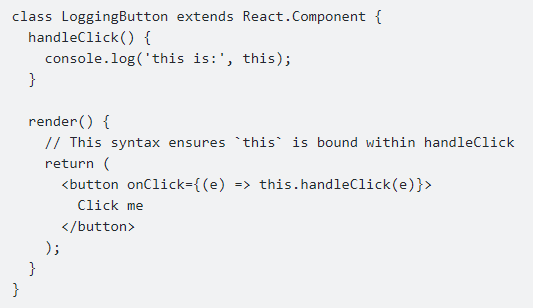 class LoggingButton extends React.Component {
  handleClick() {
    console.log('this is:', this);
  }

  render() {
    // This syntax ensures `this` is bound within handleClick
    return (
      <button onClick={(e) => this.handleClick(e)}>
        Click me
      </button>
    );
  }
}